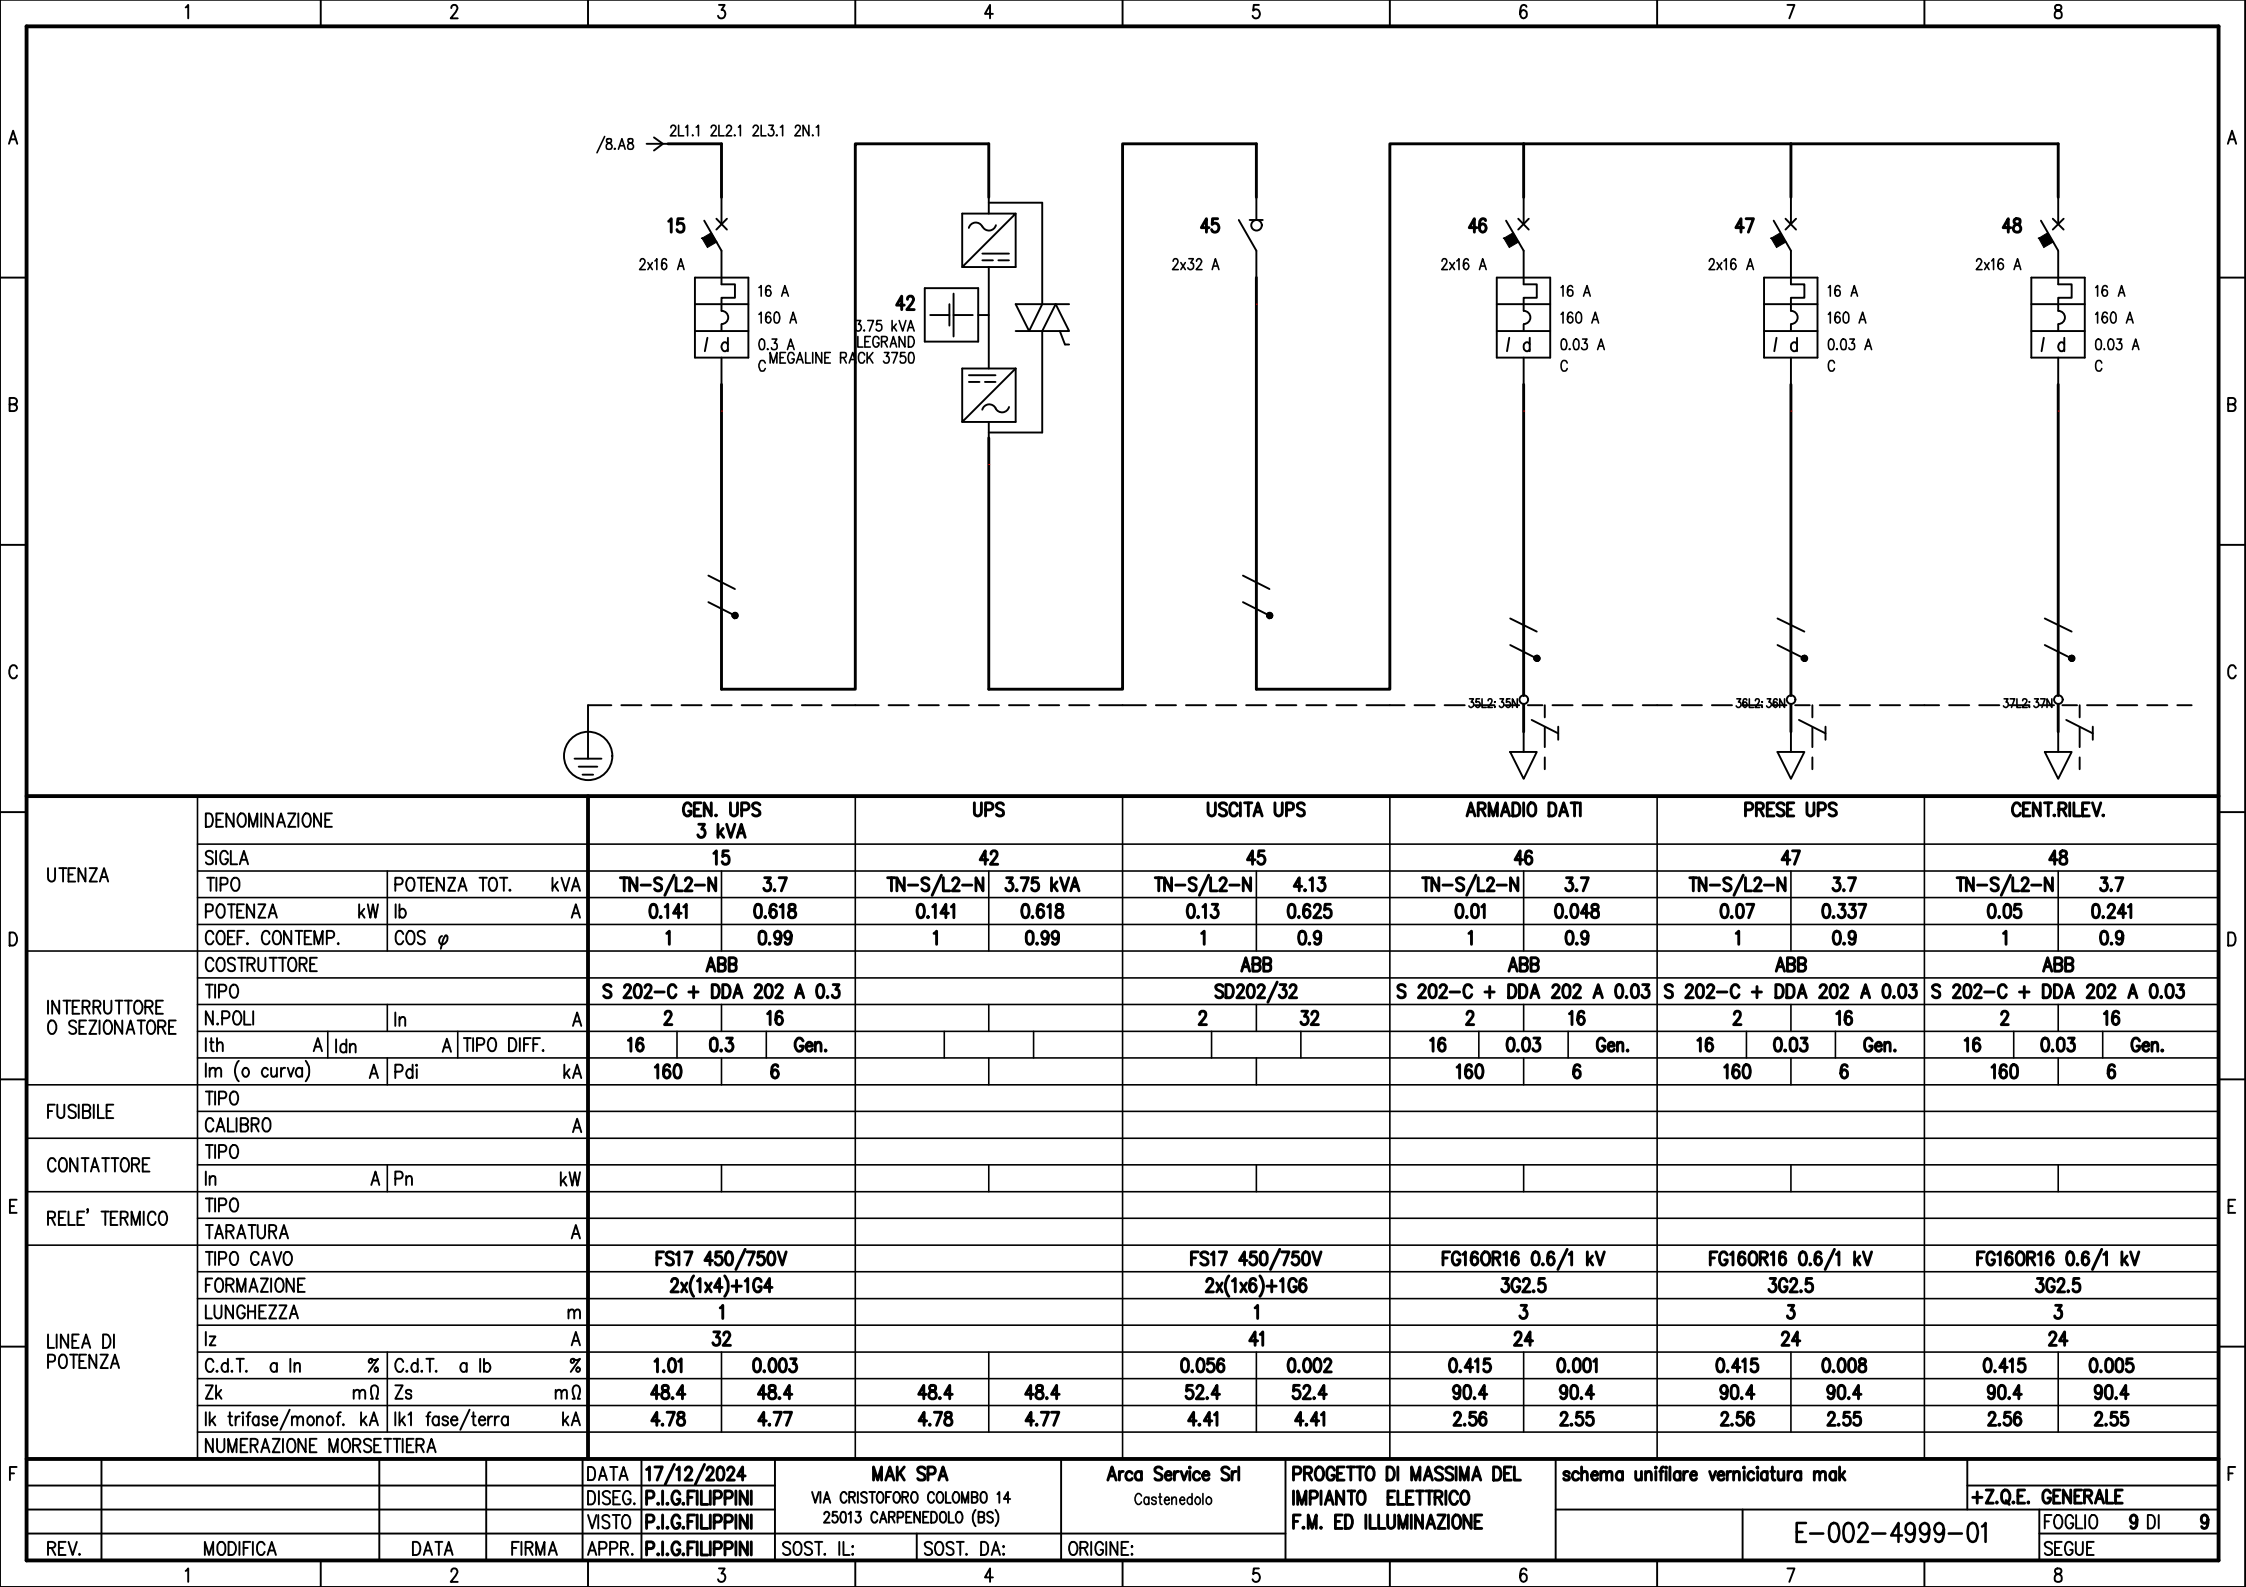 1 2 3 4 5 6 7 8
A A
/8.A8 2L1.1 2L2.1 2L3.1 2N.1
15 45 46 47 48
2x16 A 2x32 A 2x16 A 2x16 A 2x16 A
16 A 16 A 16 A 16 A
42
160 A 3.75 kVA 160 A 160 A 160 A
I d 0.3 A LEGRAND I d 0.03 A I d 0.03 A I d 0.03 A
C MEGALINE RACK 3750 C C C
B B
C C
35L2;35N 36L2;36N 37L2;37N
UTENZA
DENOMINAZIONE GEN. UPS UPS USCITA UPS ARMADIO DATI PRESE UPS CENT.RILEV.
3 kVA
SIGLA 15 42 45 46 47 48
TIPO POTENZA TOT. kVA TN-S/L2-N 3.7 TN-S/L2-N 3.75 kVA TN-S/L2-N 4.13 TN-S/L2-N 3.7 TN-S/L2-N 3.7 TN-S/L2-N 3.7
POTENZA kW Ib A 0.141 0.618 0.141 0.618 0.13 0.625 0.01 0.048 0.07 0.337 0.05 0.241
D COEF. CONTEMP. COS φ 1 0.99 1 0.99 1 0.9 1 0.9 1 0.9 1 0.9 D
INTERRUTTORE
O SEZIONATORE
COSTRUTTORE ABB ABB ABB ABB ABB
TIPO S 202-C + DDA 202 A 0.3 SD202/32 S 202-C + DDA 202 A 0.03 S 202-C + DDA 202 A 0.03 S 202-C + DDA 202 A 0.03
N.POLI In A 2 16 2 32 2 16 2 16 2 16
Ith A Idn A TIPO DIFF. 16 0.3 Gen. 16 0.03 Gen. 16 0.03 Gen. 16 0.03 Gen.
Im (o curva) A Pdi kA 160 6 160 6 160 6 160 6
FUSIBILE
TIPO
CALIBRO A
CONTATTORE
TIPO
In A Pn kW
E RELE' TERMICO E
TIPO
TARATURA A
LINEA DI
POTENZA
TIPO CAVO FS17 450/750V FS17 450/750V FG16OR16 0.6/1 kV FG16OR16 0.6/1 kV FG16OR16 0.6/1 kV
FORMAZIONE 2x(1x4)+1G4 2x(1x6)+1G6 3G2.5 3G2.5 3G2.5
LUNGHEZZA m 1 1 3 3 3
Iz A 32 41 24 24 24
C.d.T. a In % C.d.T. a Ib % 1.01 0.003 0.056 0.002 0.415 0.001 0.415 0.008 0.415 0.005
Zk mΩ Zs mΩ 48.4 48.4 48.4 48.4 52.4 52.4 90.4 90.4 90.4 90.4 90.4 90.4
Ik trifase/monof. kA Ik1 fase/terra kA 4.78 4.77 4.78 4.77 4.41 4.41 2.56 2.55 2.56 2.55 2.56 2.55
NUMERAZIONE MORSETTIERA
F F
DATA 17/12/2024 MAK SPA Arca Service Srl PROGETTO DI MASSIMA DEL schema unifilare verniciatura mak
DISEG. P.I.G.FILIPPINI VIA CRISTOFORO COLOMBO 14 Castenedolo IMPIANTO ELETTRICO +Z.Q.E. GENERALE
VISTO P.I.G.FILIPPINI 25013 CARPENEDOLO (BS) F.M. ED ILLUMINAZIONE E-002-4999-01 FOGLIO 9 DI 9
REV. MODIFICA DATA FIRMA APPR. P.I.G.FILIPPINI SOST. IL: SOST. DA: ORIGINE: SEGUE
1 2 3 4 5 6 7 8